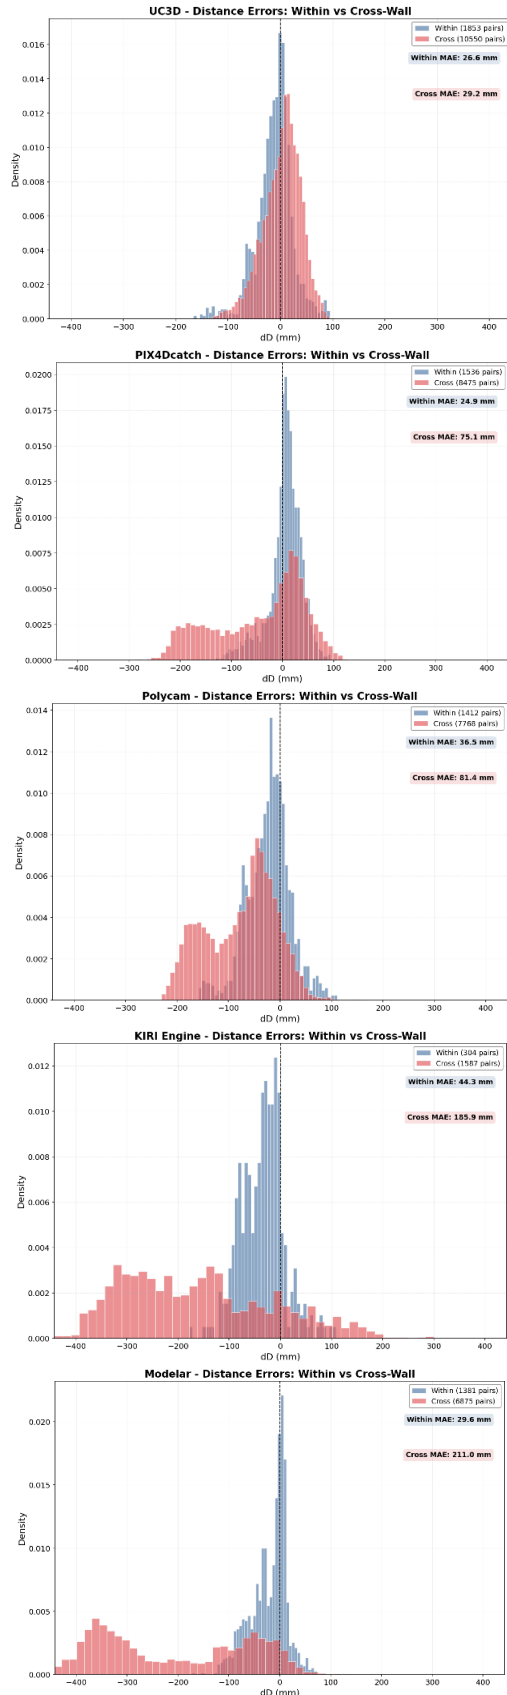 UC3D - Distance Errors: Within vs Cross-Wall
Within (1853 pairs)
Cross (10550 pairs)
Within MAE: 26.6 mm
Cross MAE: 29.2 mm
0.016
0.014
0.012
0.010
0.008
0.006
0.004
0.002
0.000
Density
−400 −300 −200 −100 0 100 200 300 400
dD (mm)
PIX4Dcatch - Distance Errors: Within vs Cross-Wall
Within (1536 pairs)
Cross (8475 pairs)
Within MAE: 24.9 mm
Cross MAE: 75.1 mm
0.0200
0.0175
0.0150
0.0125
0.0100
0.0075
0.0050
0.0025
0.0000
Density
−400 −300 −200 −100 0 100 200 300 400
dD (mm)
Polycam - Distance Errors: Within vs Cross-Wall
Within (1412 pairs)
Cross (7768 pairs)
Within MAE: 36.5 mm
Cross MAE: 81.4 mm
0.014
0.012
0.010
0.008
0.006
0.004
0.002
0.000
Density
−400 −300 −200 −100 0 100 200 300 400
dD (mm)
KIRI Engine - Distance Errors: Within vs Cross-Wall
Within (304 pairs)
Cross (1587 pairs)
Within MAE: 44.3 mm
Cross MAE: 185.9 mm
0.012
0.010
0.008
0.006
0.004
0.002
0.000
Density
−400 −300 −200 −100 0 100 200 300 400
dD (mm)
Modelar - Distance Errors: Within vs Cross-Wall
Within (1381 pairs)
Cross (6875 pairs)
Within MAE: 29.6 mm
Cross MAE: 211.0 mm
0.020
0.015
0.010
0.005
0.000
Density
−400 −300 −200 −100 0 100 200 300 400
dD (mm)